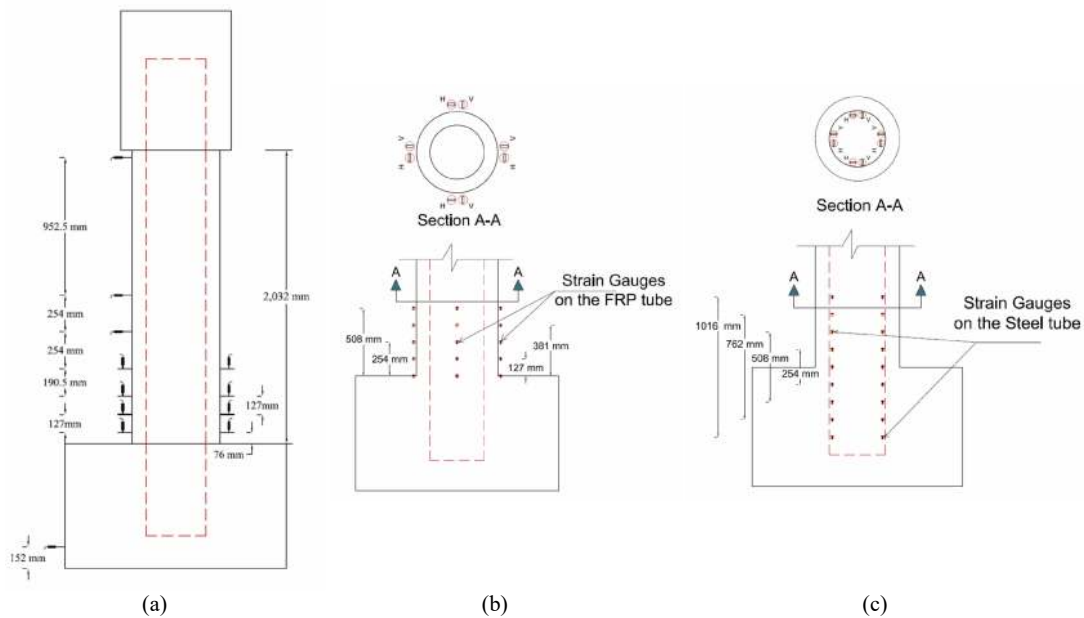 952.5 mm
254 mm
254 mm
190.5 mm
127mm
152 mm
2,032 mm
127mm
76 mm
(a)
H V
V V
H H
H V
Section A-A
A A
Strain Gauges
on the FRP tube
508 mm
254 mm
381 mm
127 mm
(b)
H V
V V
H H
H V
Section A-A
A A
Strain Gauges
on the Steel tube
1016 mm
762 mm
508 mm
254 mm
(c)